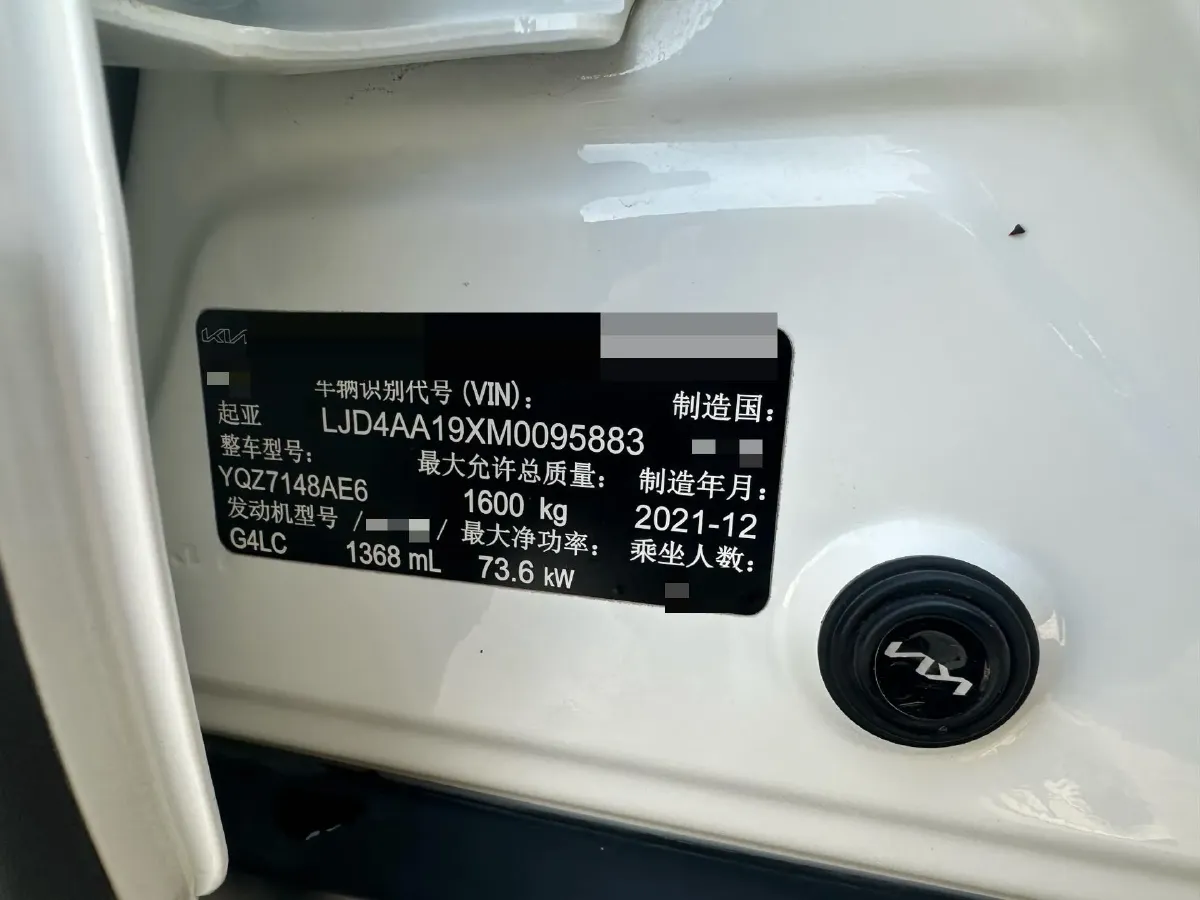 KIA
车辆识别代号 (VIN):
制造国:
起亚
LJD4AA19XM0095883
整车型号:
最大允许总质量:
制造年月:
YQZ7148AE6
1600 kg
2021-12
发动机型号 / /
最大净功率:
乘坐人数:
G4LC
1368 mL
73.6 kW